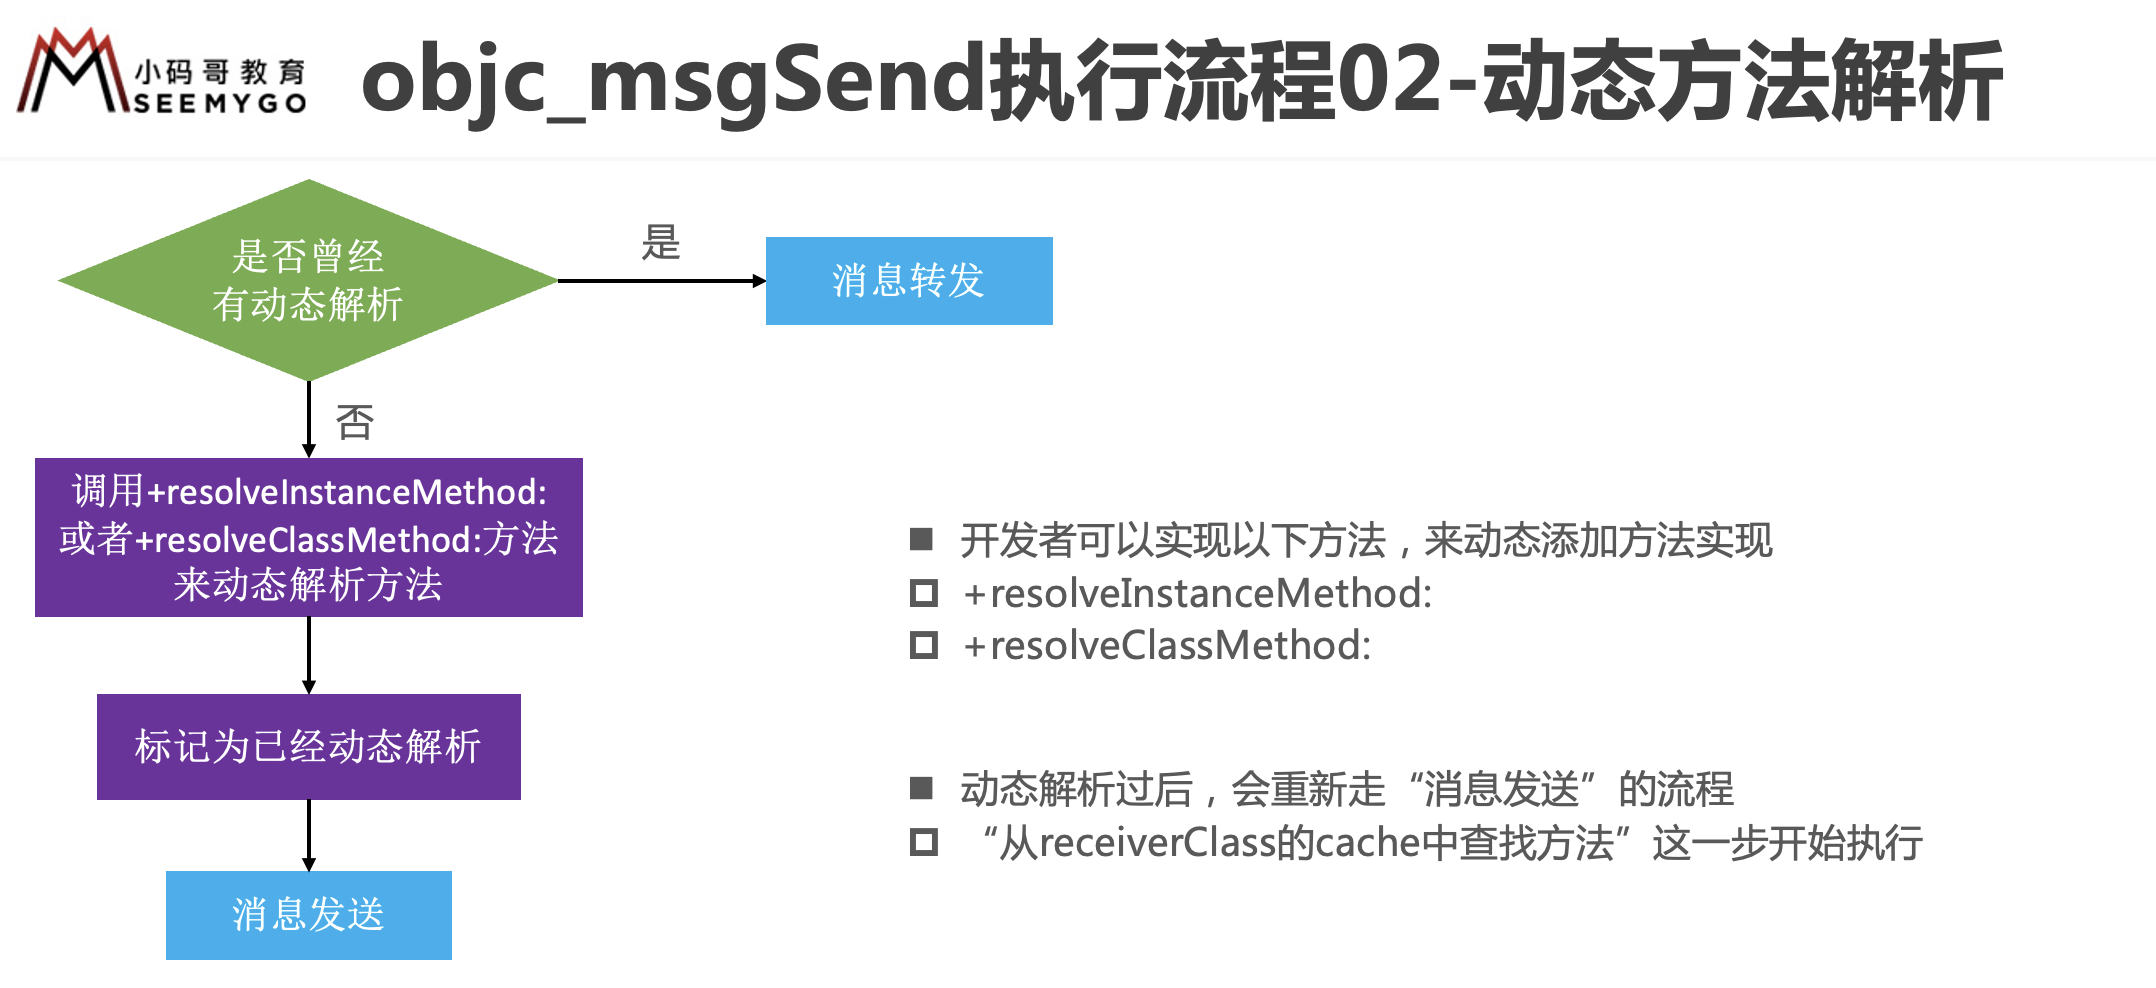 小码哥教育
SEEMYGO
objc_msgSend执行流程02-动态方法解析
是否曾经
有动态解析
是
消息转发
否
调用+resolveInstanceMethod:
或者+resolveClassMethod:方法
来动态解析方法
标记为已经动态解析
消息发送
开发者可以实现以下方法，来动态添加方法实现
+resolveInstanceMethod:
+resolveClassMethod:
动态解析过后，会重新走“消息发送”的流程
“从receiverClass的cache中查找方法”这一步开始执行